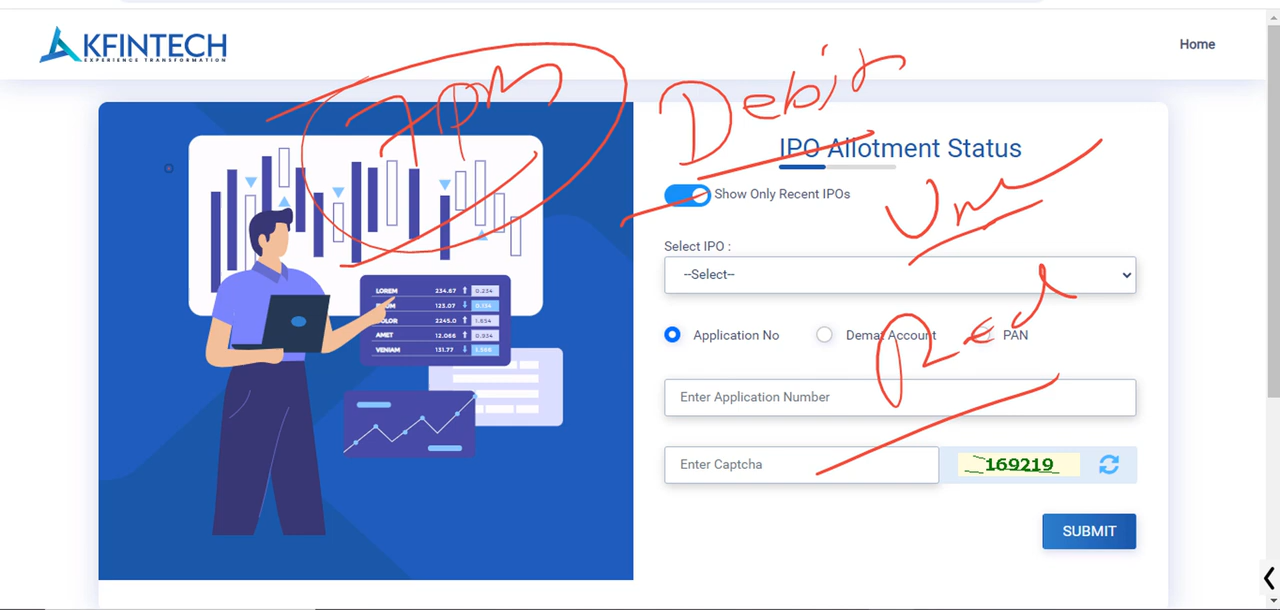 KFINTECH
EXPERIENCE TRANSFORMATION
Home
7PM
Debit
IPO Allotment Status
Show Only Recent IPOs
Select IPO :
--Select--
Application No
Demat Account
PAN
Enter Application Number
Enter Captcha
169219
SUBMIT
LOREM 234.67 0.234
123.07
2245.0
AMET 12.066
VENIAM 131.77